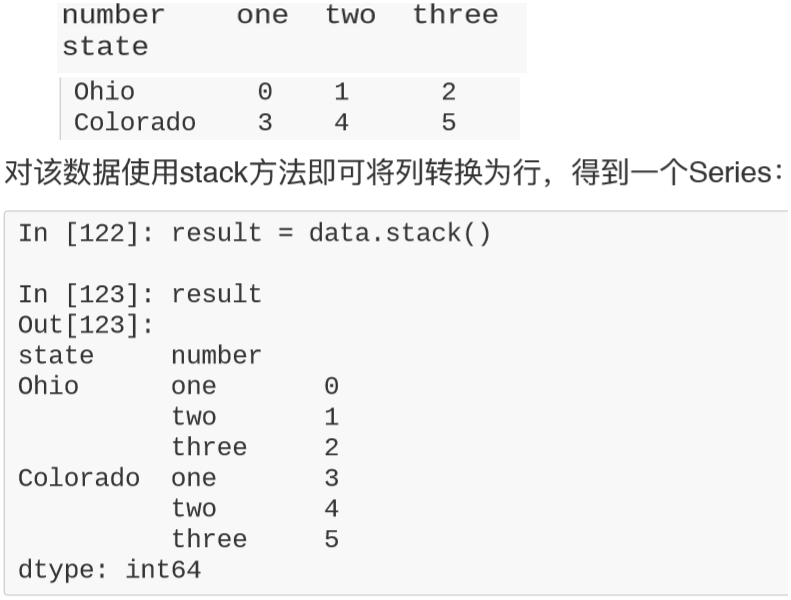 number    one  two  three
state
Ohio        0    1      2
Colorado    3    4      5
对该数据使用stack方法即可将列转换为行，得到一个Series：
In [122]: result = data.stack()
In [123]: result
Out[123]:
state     number
Ohio      one       0
          two       1
          three     2
Colorado  one       3
          two       4
          three     5
dtype: int64